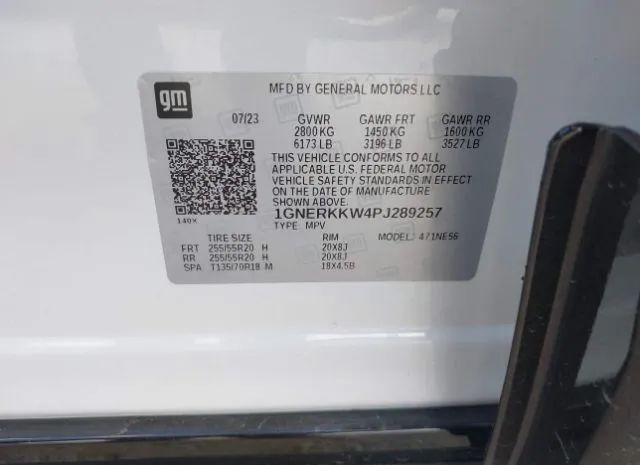 gm
MFD BY GENERAL MOTORS LLC
07/23 GVWR GAWR FRT GAWR RR
2800 KG 1450 KG 1600 KG
6173 LB 3196 LB 3527 LB
THIS VEHICLE CONFORMS TO ALL
APPLICABLE U.S. FEDERAL MOTOR
VEHICLE SAFETY STANDARDS IN EFFECT
ON THE DATE OF MANUFACTURE
SHOWN ABOVE.
1GNERKKW4PJ289257
140X TYPE: MPV
TIRE SIZE RIM MODEL: 471NE56
FRT 255/55R20 H 20X8J
RR 255/55R20 H 20X8J
SPA T135/70R18 M 18X4.5B